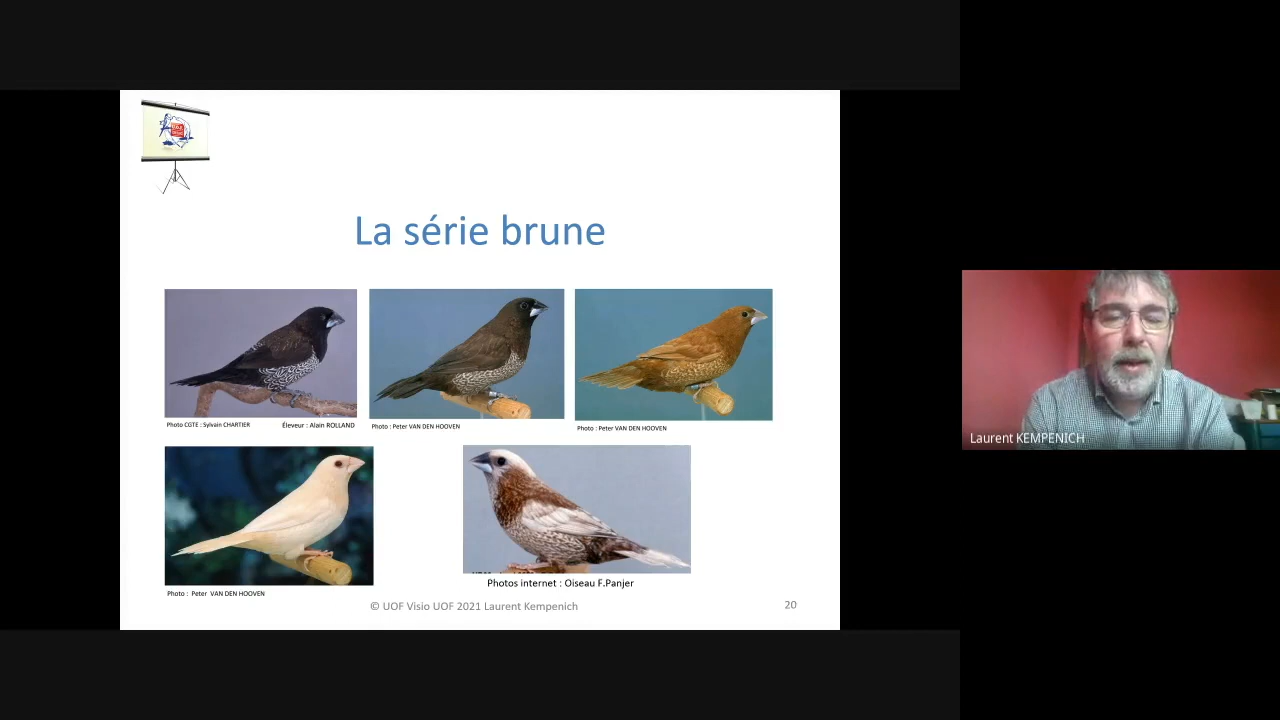 La série brune
Photo CGTE : Sylvain CHARTIER
Éleveur : Alain ROLLAND
Photo : Peter VAN DEN HOOVEN
Photo : Peter VAN DEN HOOVEN
Photo : Peter VAN DEN HOOVEN
Photos internet : Oiseau F.Panjer
© UOF Visio UOF 2021 Laurent Kempenich
20
Laurent KEMPENICH